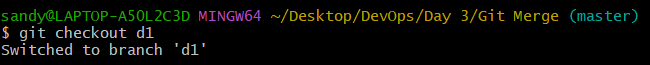 sandy@LAPTOP-A50L2C3D MINGW64 ~/Desktop/DevOps/Day 3/Git Merge (master)
$ git checkout d1
Switched to branch 'd1'